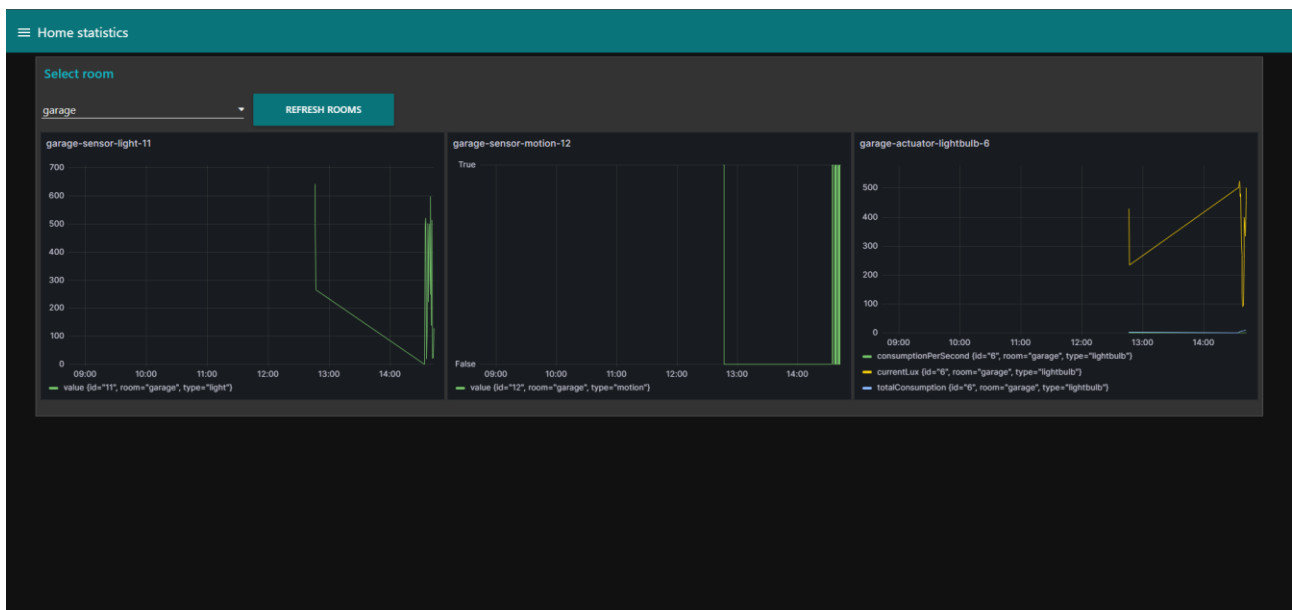 Home statistics
Select room
garage
REFRESH ROOMS
garage-sensor-light-11
700
600
500
400
300
200
100
0
09:00 10:00 11:00 12:00 13:00 14:00
value {id="11", room="garage", type="light"}
garage-sensor-motion-12
True
False
09:00 10:00 11:00 12:00 13:00 14:00
value {id="12", room="garage", type="motion"}
garage-actuator-lightbulb-6
500
400
300
200
100
0
09:00 10:00 11:00 12:00 13:00 14:00
consumptionPerSecond {id="6", room="garage", type="lightbulb"}
currentLux {id="6", room="garage", type="lightbulb"}
totalConsumption {id="6", room="garage", type="lightbulb"}